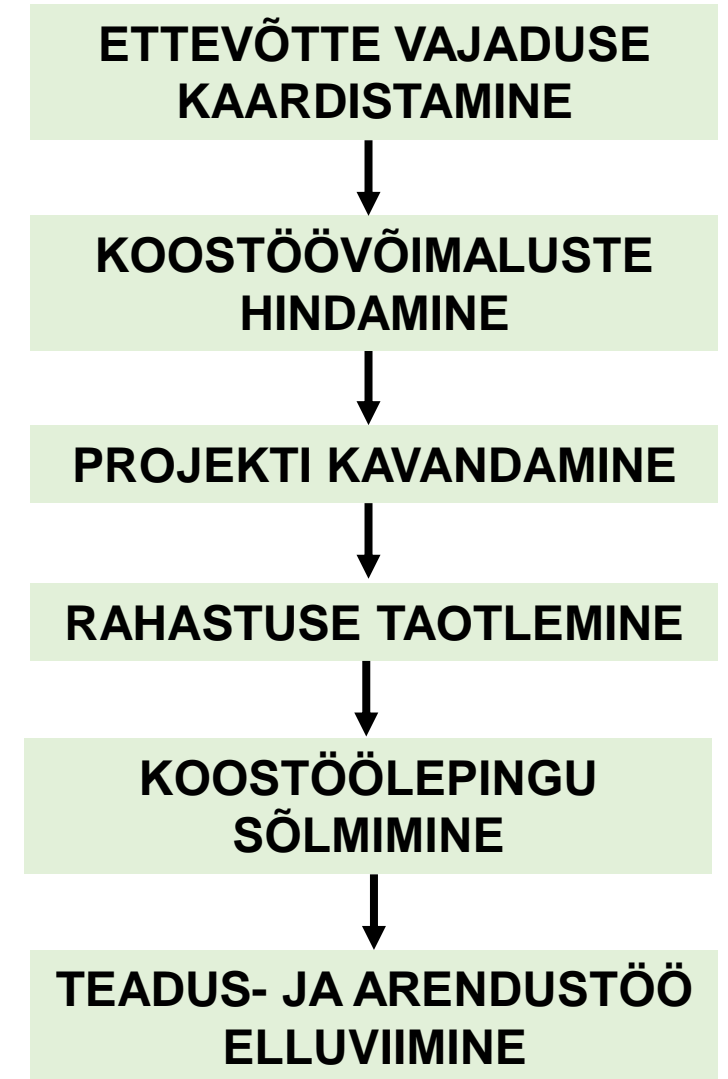 ETTEVÕTTE VAJADUSE
KAARDISTAMINE
KOOSTÖÖVÕIMALUSTE
HINDAMINE
PROJEKTI KAVANDAMINE
RAHASTUSE TAOTLEMINE
KOOSTÖÖLEPINGU
SÕLMIMINE
TEADUS- JA ARENDUSTÖÖ
ELLUVIIMINE